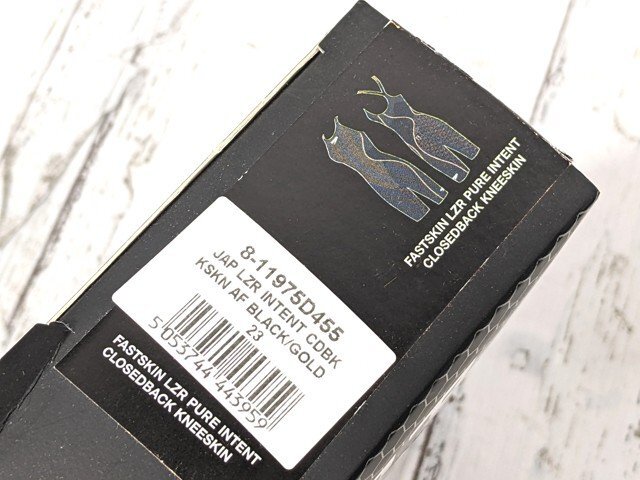 FASTSKIN LZR PURE INTENT
CLOSEDBACK KNEESKIN
8-11975D455
JAP LZR INTENT CDBK
KSKN AF BLACK/GOLD
23
5 053744 443959
FASTSKIN LZR PURE INTENT
CLOSEDBACK KNEESKIN